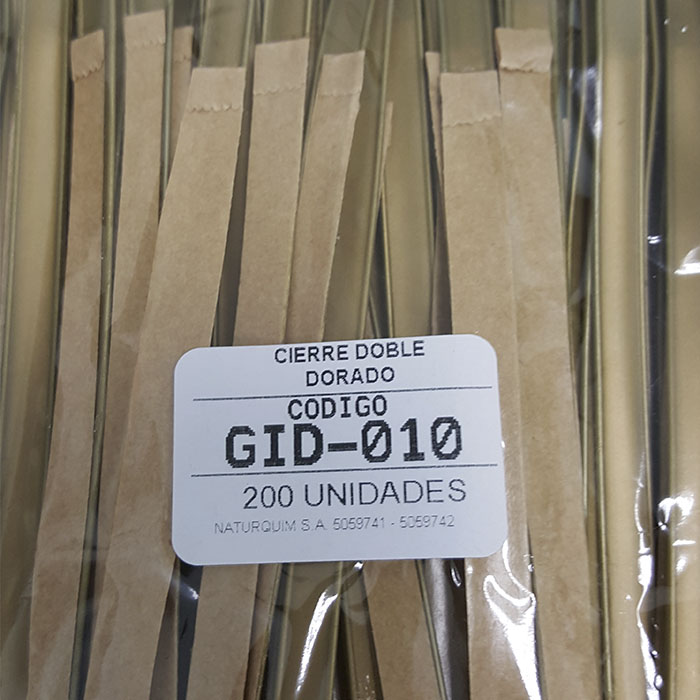 CIERRE DOBLE
DORADO
CODIGO
GID-010
200 UNIDADES
NATURQUIM S.A. 5059741 - 5059742